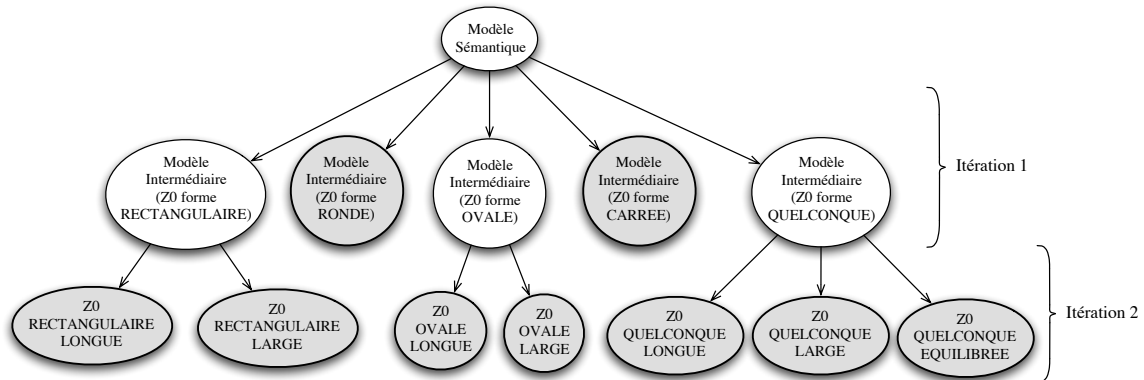 Modèle
Sémantique
Modèle
Intermédiaire
(Z0 forme
RECTANGULAIRE)
Modèle
Intermédiaire
(Z0 forme
RONDE)
Modèle
Intermédiaire
(Z0 forme
OVALE)
Modèle
Intermédiaire
(Z0 forme
CARREE)
Modèle
Intermédiaire
(Z0 forme
QUELCONQUE)
Itération 1
Z0
RECTANGULAIRE
LONGUE
Z0
RECTANGULAIRE
LARGE
Z0
OVALE
LONGUE
Z0
OVALE
LARGE
Z0
QUELCONQUE
LONGUE
Z0
QUELCONQUE
LARGE
Z0
QUELCONQUE
EQUILIBREE
Itération 2